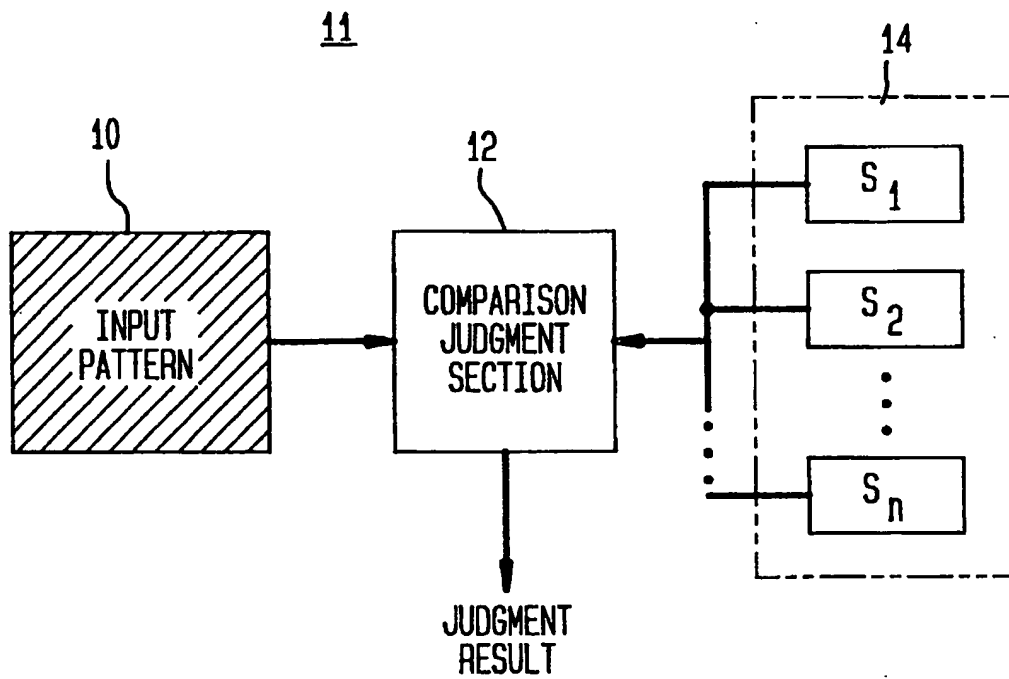 11
14
10
12
S1
INPUT
PATTERN
COMPARISON
JUDGMENT
SECTION
S2
Sn
JUDGMENT
RESULT